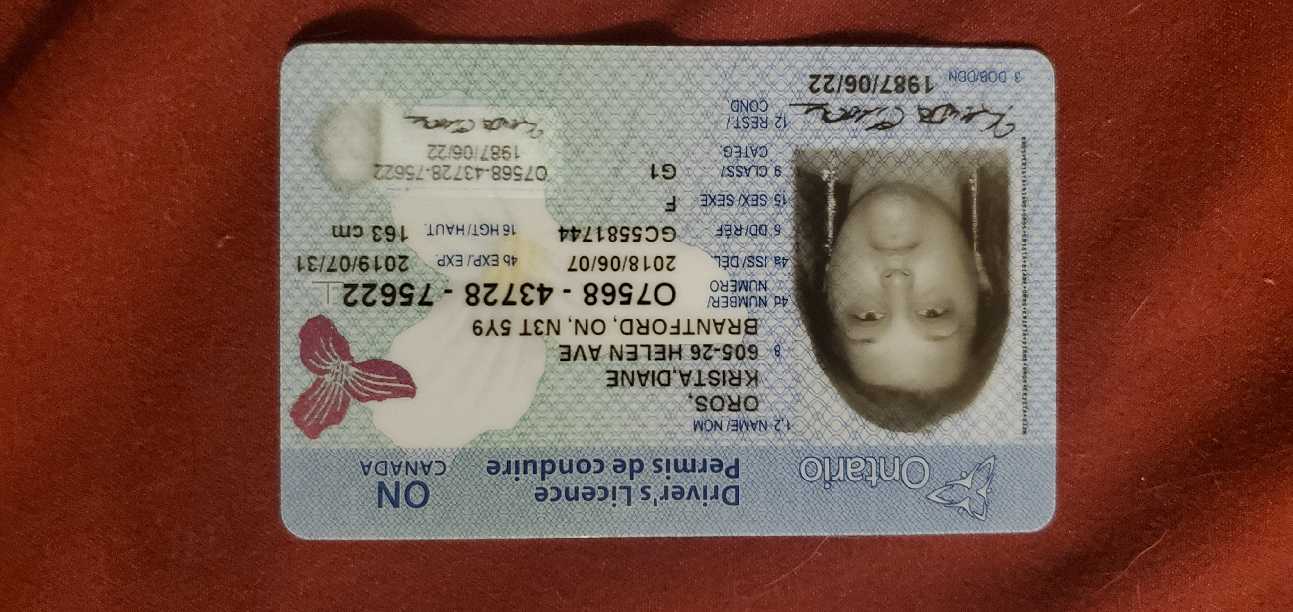 Ontario
Driver's Licence
Permis de conduire
ON
CANADA
1,2 NAME/NOM
OROS,
KRISTA,DIANE
8
605-26 HELEN AVE
BRANTFORD, ON, N3T 5Y9
4d NUMBER/
NUMÉRO
O7568 - 43728 - 75622
4a ISS/DÉL 2018/06/07 4b EXP./EXP. 2019/07/31
5 DD/RÉF GC5581744 16 HGT/HAUT. 163 cm
15 SEX/SEXE F
9 CLASS/
CATÉG.
G1
12 REST./
COND.
3 DOB/DDN 1987/06/22
O7568-43728-75622
1987/06/22